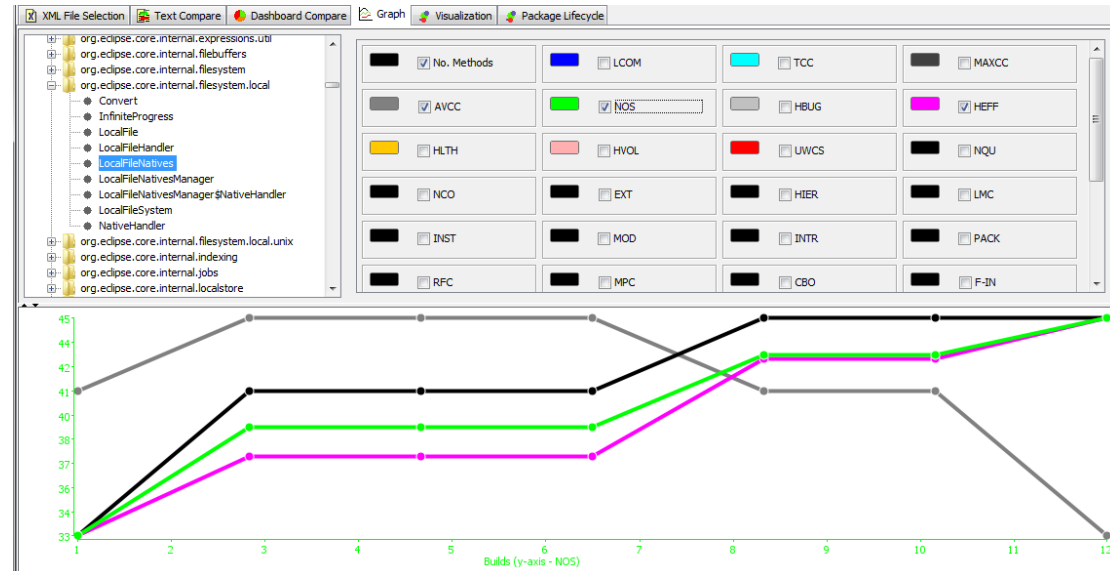 XML File Selection Text Compare Dashboard Compare Graph Visualization Package Lifecycle
org.eclipse.core.internal.expressions.util
org.eclipse.core.internal.filebuffers
org.eclipse.core.internal.filesystem
org.eclipse.core.internal.filesystem.local
Convert
InfiniteProgress
LocalFile
LocalFileHandler
LocalFileNatives
LocalFileNativesManager
LocalFileNativesManager$NativeHandler
LocalFileSystem
NativeHandler
org.eclipse.core.internal.filesystem.local.unix
org.eclipse.core.internal.indexing
org.eclipse.core.internal.jobs
org.eclipse.core.internal.localstore
No. Methods LCOM TCC MAXCC
AVCC NOS HBUG HEFF
HLTH HVOL UWCS NQU
NCO EXT HIER LMC
INST MOD INTR PACK
RFC MPC CBO F-IN
45
44
42
41
40
38
37
36
34
33
1 2 3 4 5 6 7 8 9 10 11 12
Builds (y-axis - NOS)